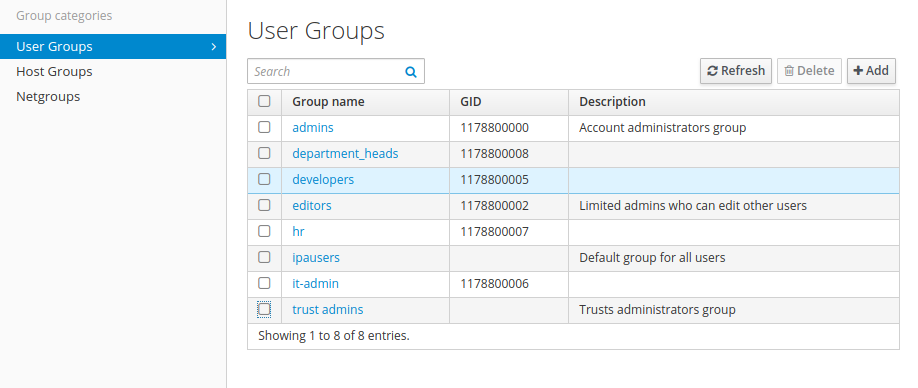 Group categories
User Groups
Host Groups
Netgroups
User Groups
Search
Refresh Delete Add
Group name GID Description
admins 1178800000 Account administrators group
department_heads 1178800008
developers 1178800005
editors 1178800002 Limited admins who can edit other users
hr 1178800007
ipausers Default group for all users
it-admin 1178800006
trust admins Trusts administrators group
Showing 1 to 8 of 8 entries.